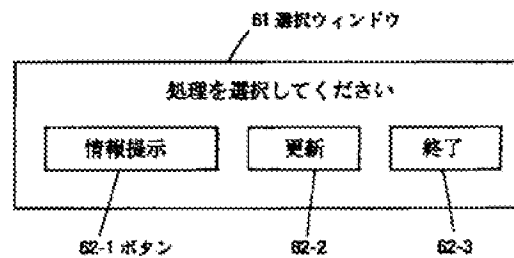 61 選択ウィンドウ
処理を選択してください
情報提示 更新 終了
62-1 ボタン 62-2 62-3